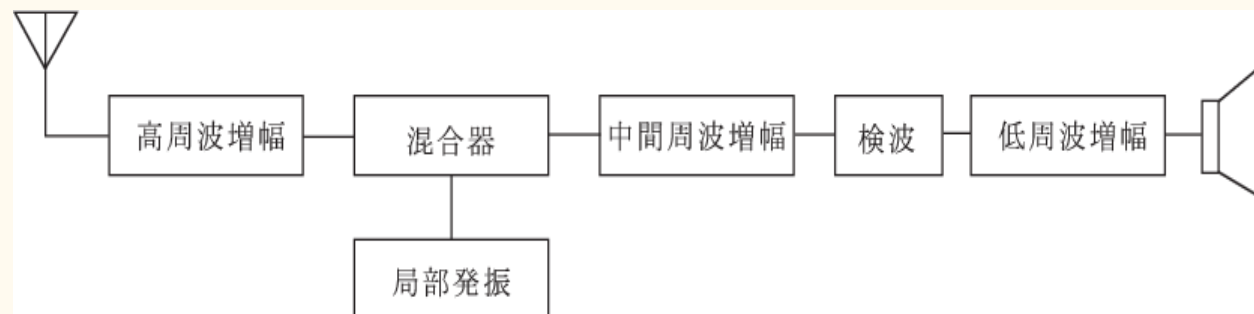 高周波増幅
混合器
中間周波増幅
検波
低周波増幅
局部発振